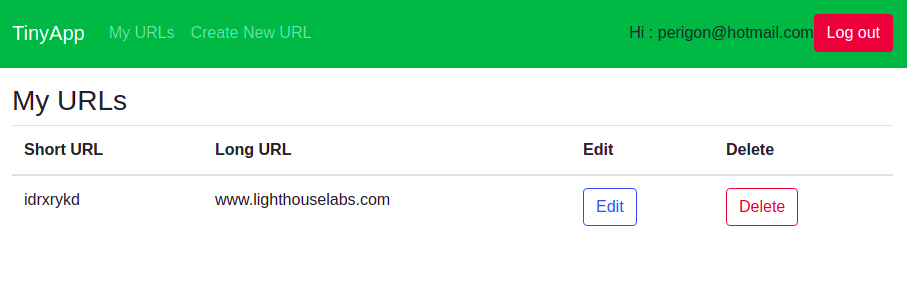 TinyApp My URLs Create New URL Hi : perigon@hotmail.com Log out
My URLs
Short URL Long URL Edit Delete
idrxrykd www.lighthouselabs.com Edit Delete